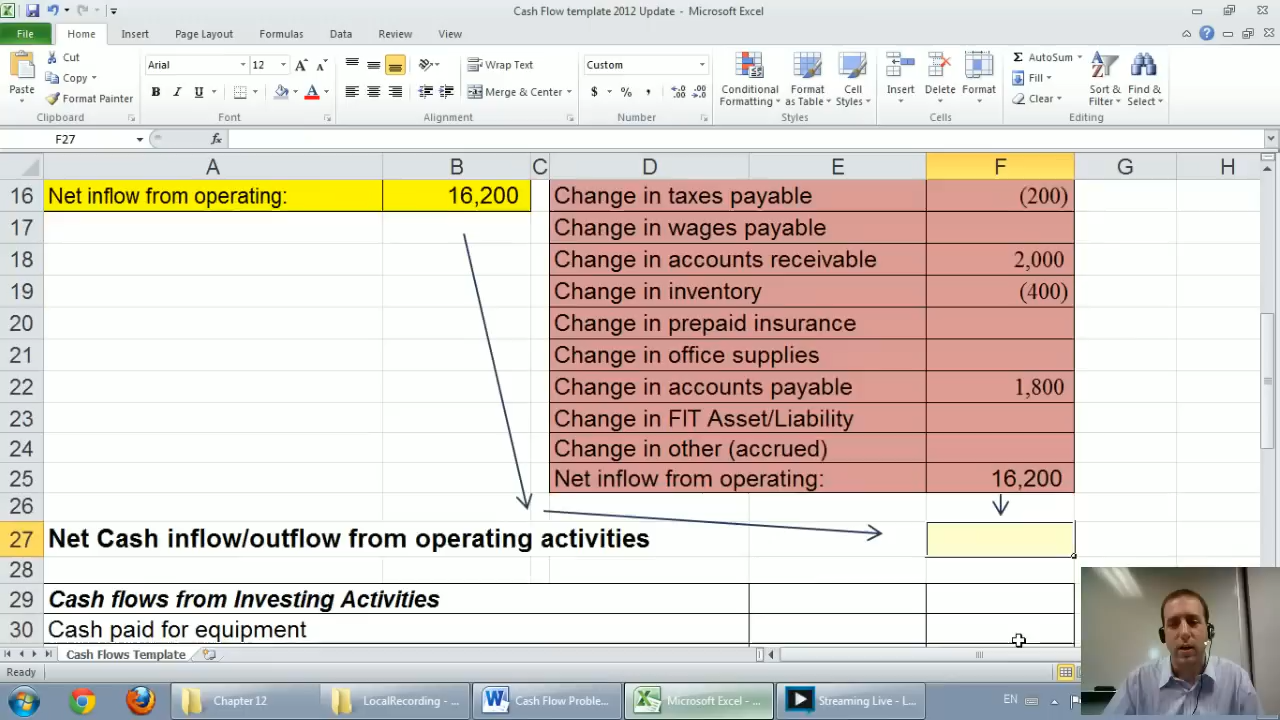 Cash Flow template 2012 Update - Microsoft Excel
File Home Insert Page Layout Formulas Data Review View
Paste Cut Copy Format Painter Clipboard
Arial 12 A A B I U A Font
Wrap Text Merge & Center Alignment
Custom $ % , .0 .00 .00 .0 Number
Conditional Formatting Format as Table Cell Styles Styles
Insert Delete Format Cells
Σ AutoSum Fill Clear Sort & Filter Find & Select Editing
F27 fx
A B C D E F G H
16 Net inflow from operating: 16,200 Change in taxes payable (200)
17 Change in wages payable
18 Change in accounts receivable 2,000
19 Change in inventory (400)
20 Change in prepaid insurance
21 Change in office supplies
22 Change in accounts payable 1,800
23 Change in FIT Asset/Liability
24 Change in other (accrued)
25 Net inflow from operating: 16,200
26
27 Net Cash inflow/outflow from operating activities
28
29 Cash flows from Investing Activities
30 Cash paid for equipment
Cash Flows Template
Ready
Chapter 12 LocalRecording - ... Cash Flow Proble... Microsoft Excel - ... Streaming Live - L... EN